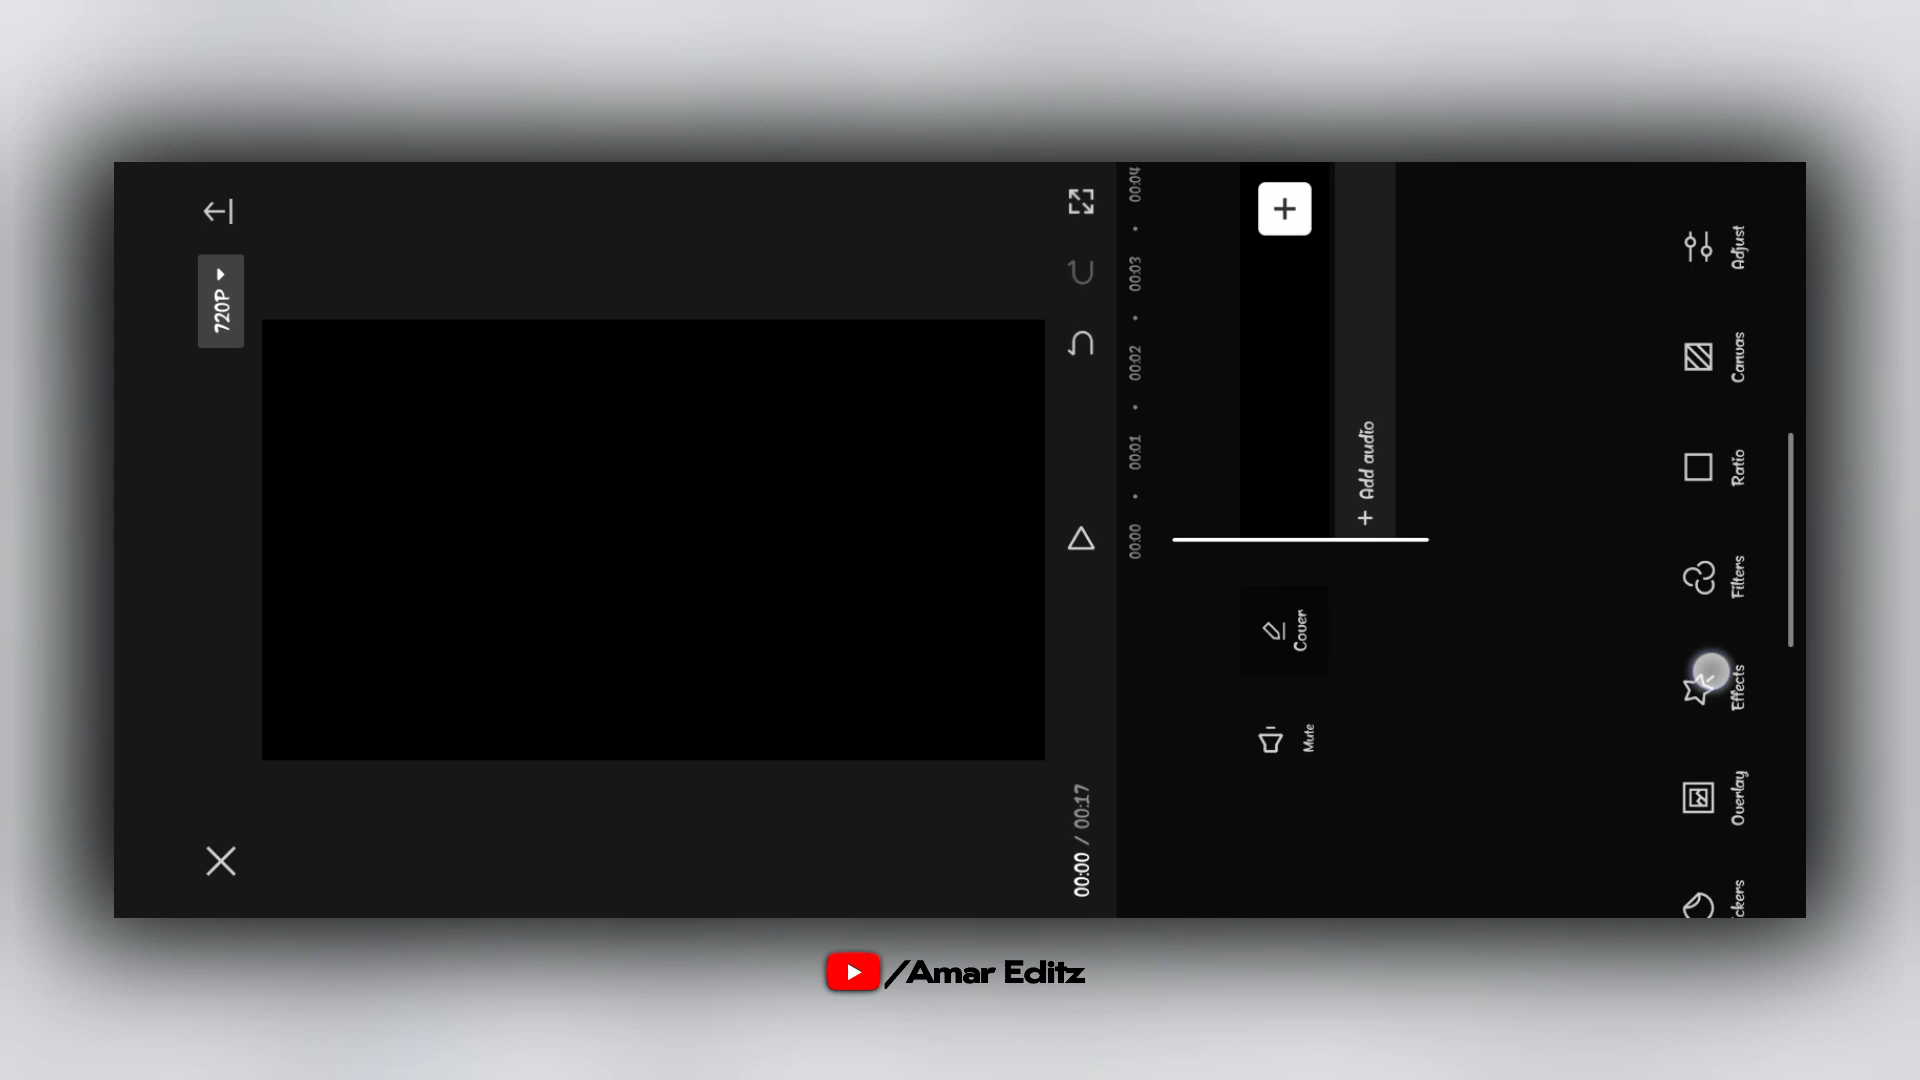 720P
00:00 / 00:17
00:00 • 00:01 • 00:02 • 00:03 • 00:04
Mute
Cover
+ Add audio
ckers
Overlay
Effects
Filters
Ratio
Canvas
Adjust
/Amar Editz